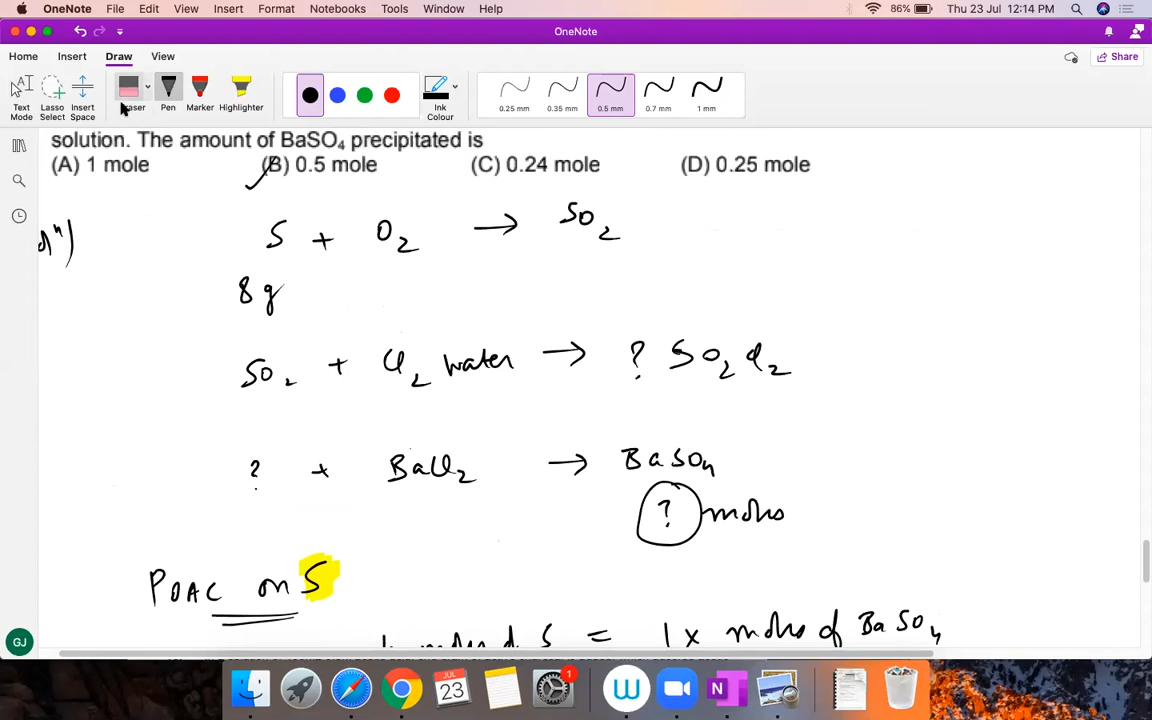 OneNote File Edit View Insert Format Notebooks Tools Window Help 86% Thu 23 Jul 12:14 PM
OneNote
Home Insert Draw View Share
Text Mode Lasso Select Insert Space Eraser Pen Marker Highlighter Ink Colour 0.25 mm 0.35 mm 0.5 mm 0.7 mm 1 mm
solution. The amount of BaSO₄ precipitated is
(A) 1 mole (B) 0.5 mole (C) 0.24 mole (D) 0.25 mole
S + O₂ → SO₂
8g
SO₂ + Cl₂ water → ? SO₂Cl₂
? + BaCl₂ → BaSO₄
? moles
POAC on S
S = 1 x moles of BaSO₄
GJ
JUL 23
1